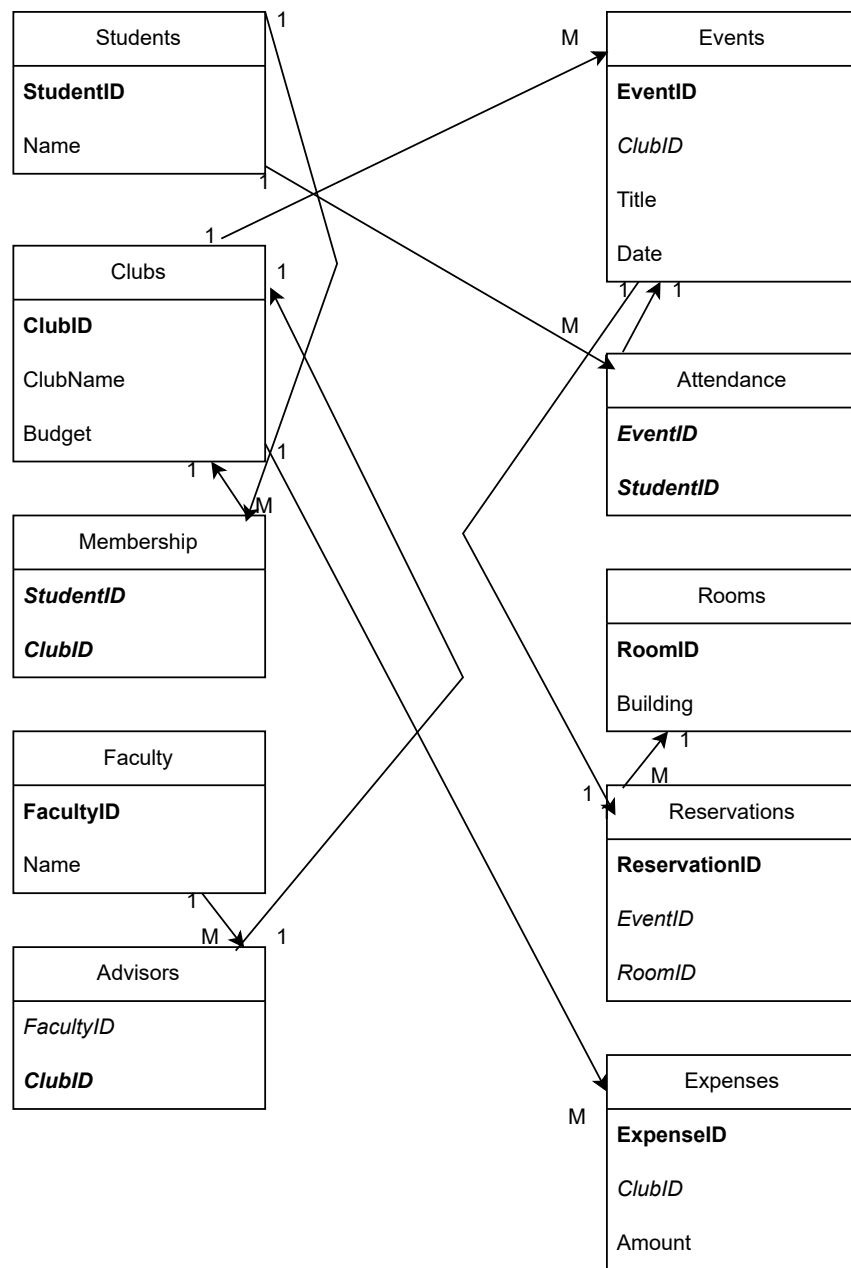 Students
StudentID
Name
1
1
Clubs
ClubID
ClubName
Budget
1
1
1
1
Membership
StudentID
ClubID
M
Faculty
FacultyID
Name
1
Advisors
FacultyID
ClubID
M
1
Events
EventID
ClubID
Title
Date
M
1
1
Attendance
EventID
StudentID
M
Rooms
RoomID
Building
1
Reservations
ReservationID
EventID
RoomID
M
1
Expenses
ExpenseID
ClubID
Amount
M